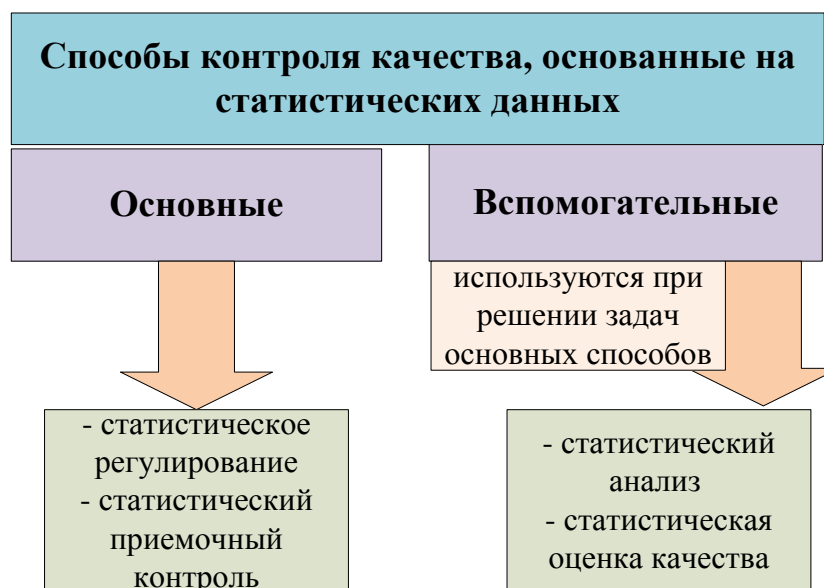 Способы контроля качества, основанные на
статистических данных
Основные
Вспомогательные
используются при
решении задач
основных способов
- статистическое
регулирование
- статистический
приемочный
контроль
- статистический
анализ
- статистическая
оценка качества